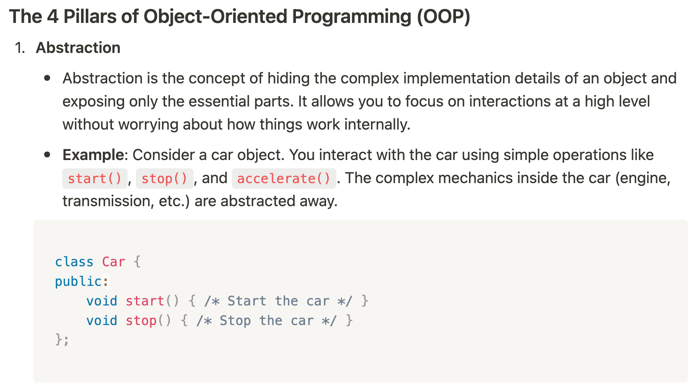 The 4 Pillars of Object-Oriented Programming (OOP)
1. Abstraction
• Abstraction is the concept of hiding the complex implementation details of an object and
exposing only the essential parts. It allows you to focus on interactions at a high level
without worrying about how things work internally.
• Example: Consider a car object. You interact with the car using simple operations like
start() , stop() , and accelerate() . The complex mechanics inside the car (engine,
transmission, etc.) are abstracted away.
class Car {
public:
    void start() { /* Start the car */ }
    void stop() { /* Stop the car */ }
};